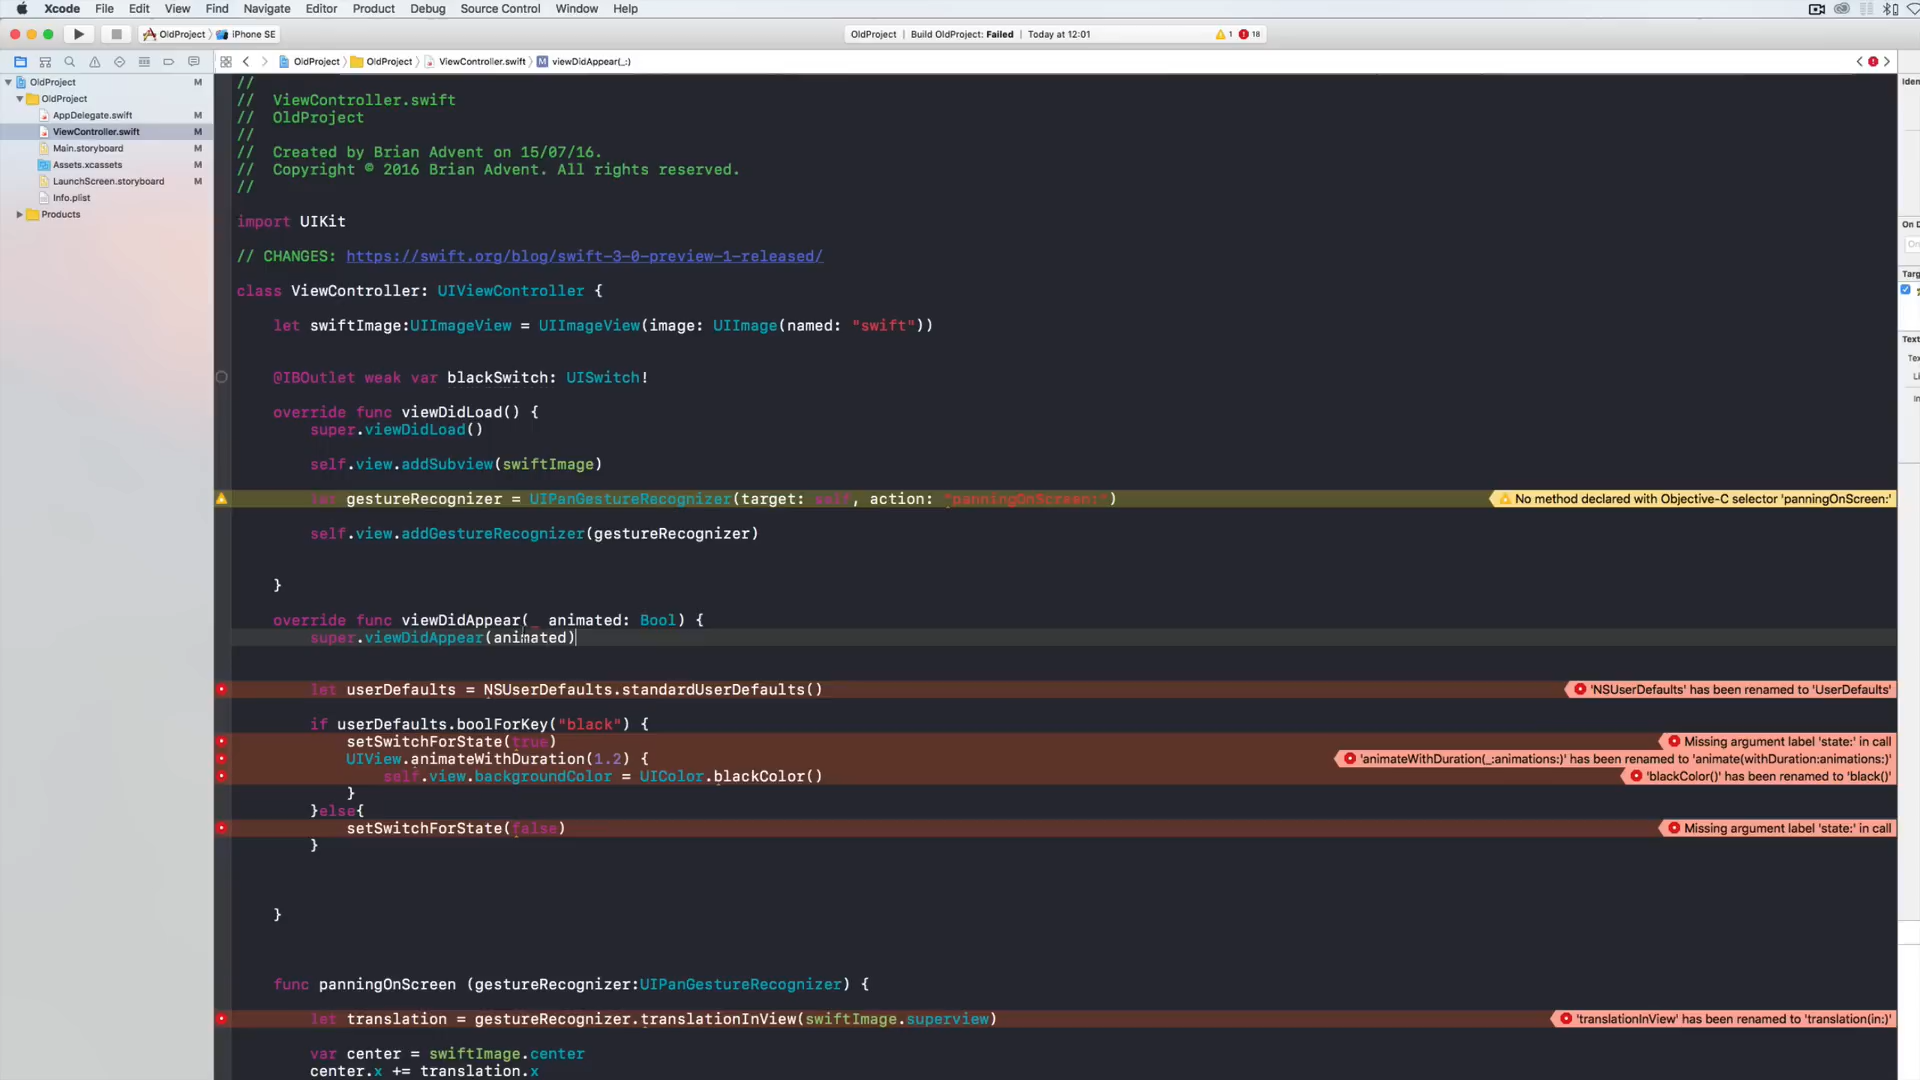 Xcode File Edit View Find Navigate Editor Product Debug Source Control Window Help
OldProject iPhone SE
OldProject | Build OldProject: Failed | Today at 12:01
1 18
OldProject OldProject ViewController.swift M viewDidAppear(_:)
OldProject M
OldProject
AppDelegate.swift M
ViewController.swift M
Main.storyboard M
Assets.xcassets M
LaunchScreen.storyboard M
Info.plist
Products
//
// ViewController.swift
// OldProject
//
// Created by Brian Advent on 15/07/16.
// Copyright © 2016 Brian Advent. All rights reserved.
//
import UIKit
// CHANGES: https://swift.org/blog/swift-3-0-preview-1-released/
class ViewController: UIViewController {
let swiftImage:UIImageView = UIImageView(image: UIImage(named: "swift"))
@IBOutlet weak var blackSwitch: UISwitch!
override func viewDidLoad() {
super.viewDidLoad()
self.view.addSubview(swiftImage)
let gestureRecognizer = UIPanGestureRecognizer(target: self, action: "panningOnScreen:")
No method declared with Objective-C selector 'panningOnScreen:'
self.view.addGestureRecognizer(gestureRecognizer)
}
override func viewDidAppear(_ animated: Bool) {
super.viewDidAppear(animated)
let userDefaults = NSUserDefaults.standardUserDefaults()
'NSUserDefaults' has been renamed to 'UserDefaults'
if userDefaults.boolForKey("black") {
setSwitchForState(true)
Missing argument label 'state:' in call
UIView.animateWithDuration(1.2) {
'animateWithDuration(_:animations:)' has been renamed to 'animate(withDuration:animations:)'
self.view.backgroundColor = UIColor.blackColor()
'blackColor()' has been renamed to 'black()'
}
}else{
setSwitchForState(false)
Missing argument label 'state:' in call
}
}
func panningOnScreen (gestureRecognizer:UIPanGestureRecognizer) {
let translation = gestureRecognizer.translationInView(swiftImage.superview)
'translationInView' has been renamed to 'translation(in:)'
var center = swiftImage.center
center.x += translation.x
Iden
On D
Targ
Text